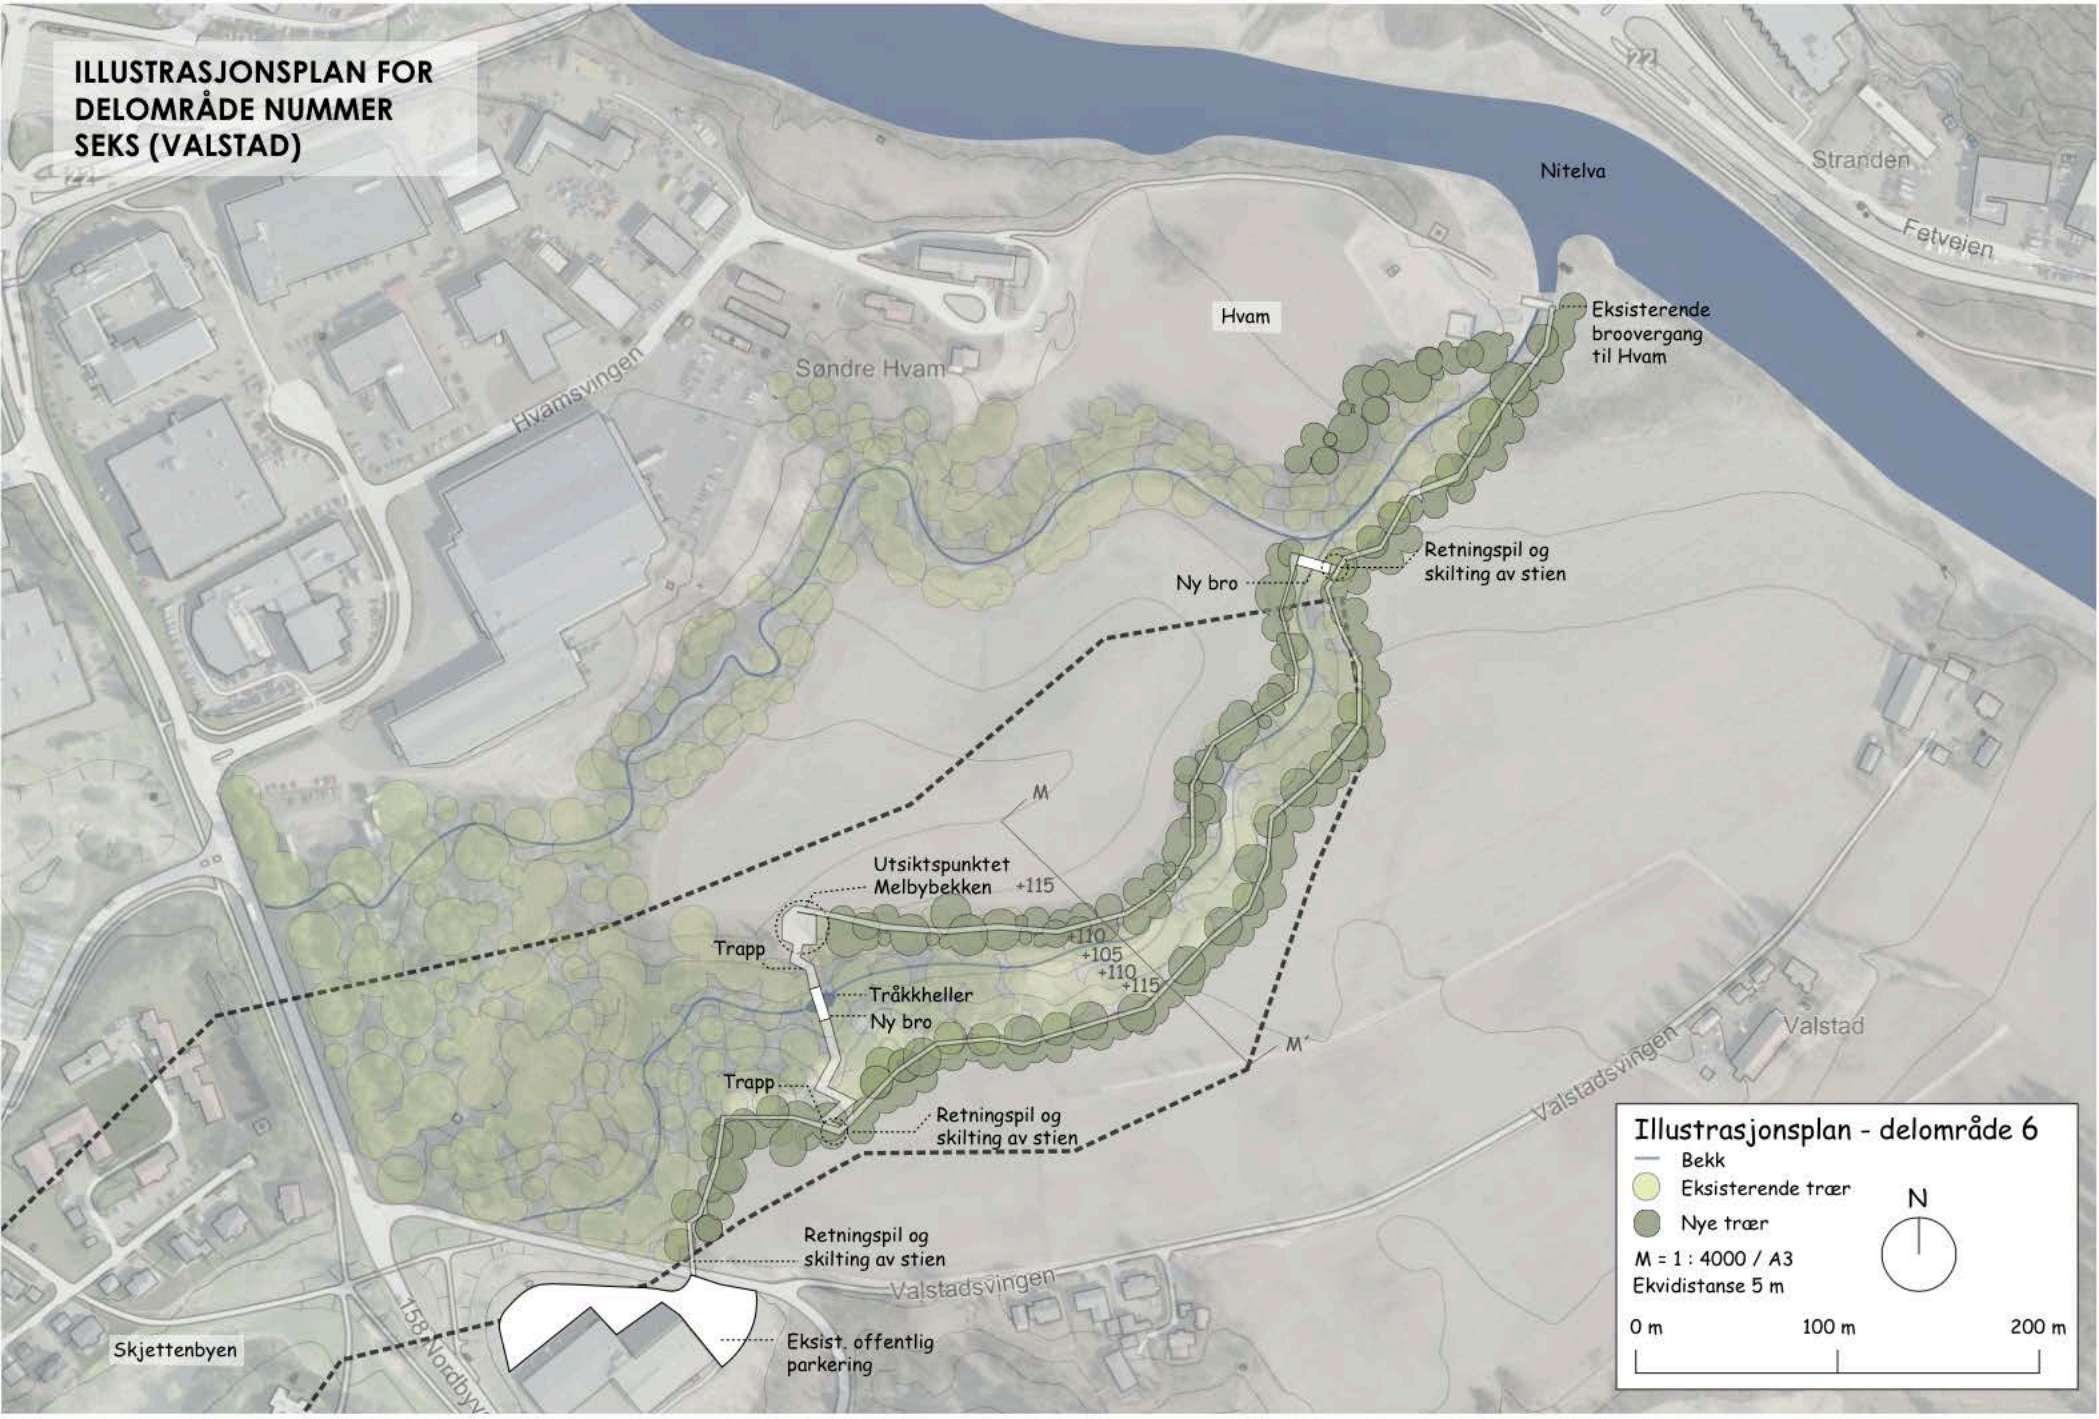 ILLUSTRASJONSPLAN FOR
DELOMRÅDE NUMMER
SEKS (VALSTAD)
22
22
Stranden
Nitelva
Fetveien
Eksisterende
broovergang
til Hvam
Hvam
Søndre Hvam
Hvamsvingen
Retningspil og
skilting av stien
Ny bro
M
Utsiktspunktet
Melbybekken
+115
+110
+105
+110
+115
Trapp
Tråkkheller
Ny bro
M'
Valstad
Valstadsvingen
Trapp
Retningspil og
skilting av stien
Retningspil og
skilting av stien
Valstadsvingen
158 Nordbyv
Skjettenbyen
Eksist. offentlig
parkering
Illustrasjonsplan - delområde 6
Bekk
Eksisterende trær
Nye trær
N
M = 1 : 4000 / A3
Ekvidistanse 5 m
0 m
100 m
200 m